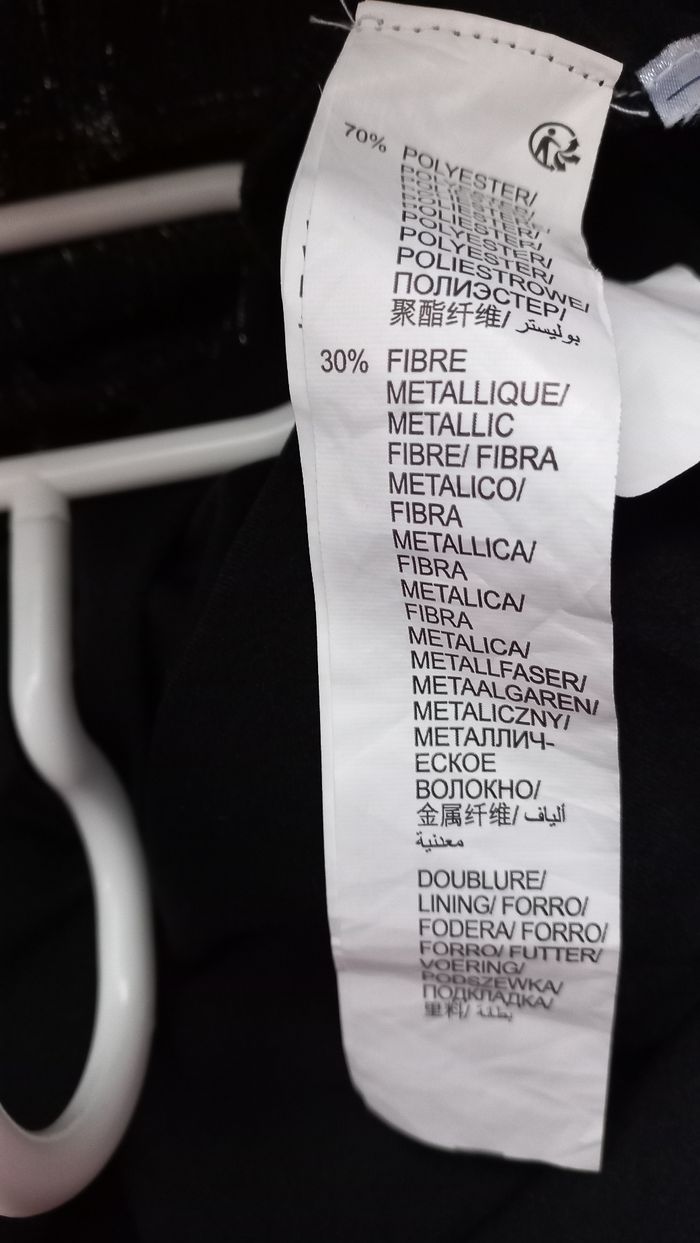 70% POLYESTER/
POLIESTER/
POLYESTER/
POLYESTER/
POLIESTROWE/
ПОЛИЭСТЕР/
聚酯纤维/ بوليستر
30% FIBRE
METALLIQUE/
METALLIC
FIBRE/ FIBRA
METALICO/
FIBRA
METALLICA/
FIBRA
METALICA/
FIBRA
METALICA/
METALLFASER/
METAALGAREN/
METALICZNY/
МЕТАЛЛИЧ-
ЕСКОЕ
ВОЛОКНО/
金属纤维/ ألياف
معدنية
DOUBLURE/
LINING/ FORRO/
FODERA/ FORRO/
FORRO/ FUTTER/
VOERING/
PODSZEWKA/
ПОДКЛАДКА/
里料/ بطانة